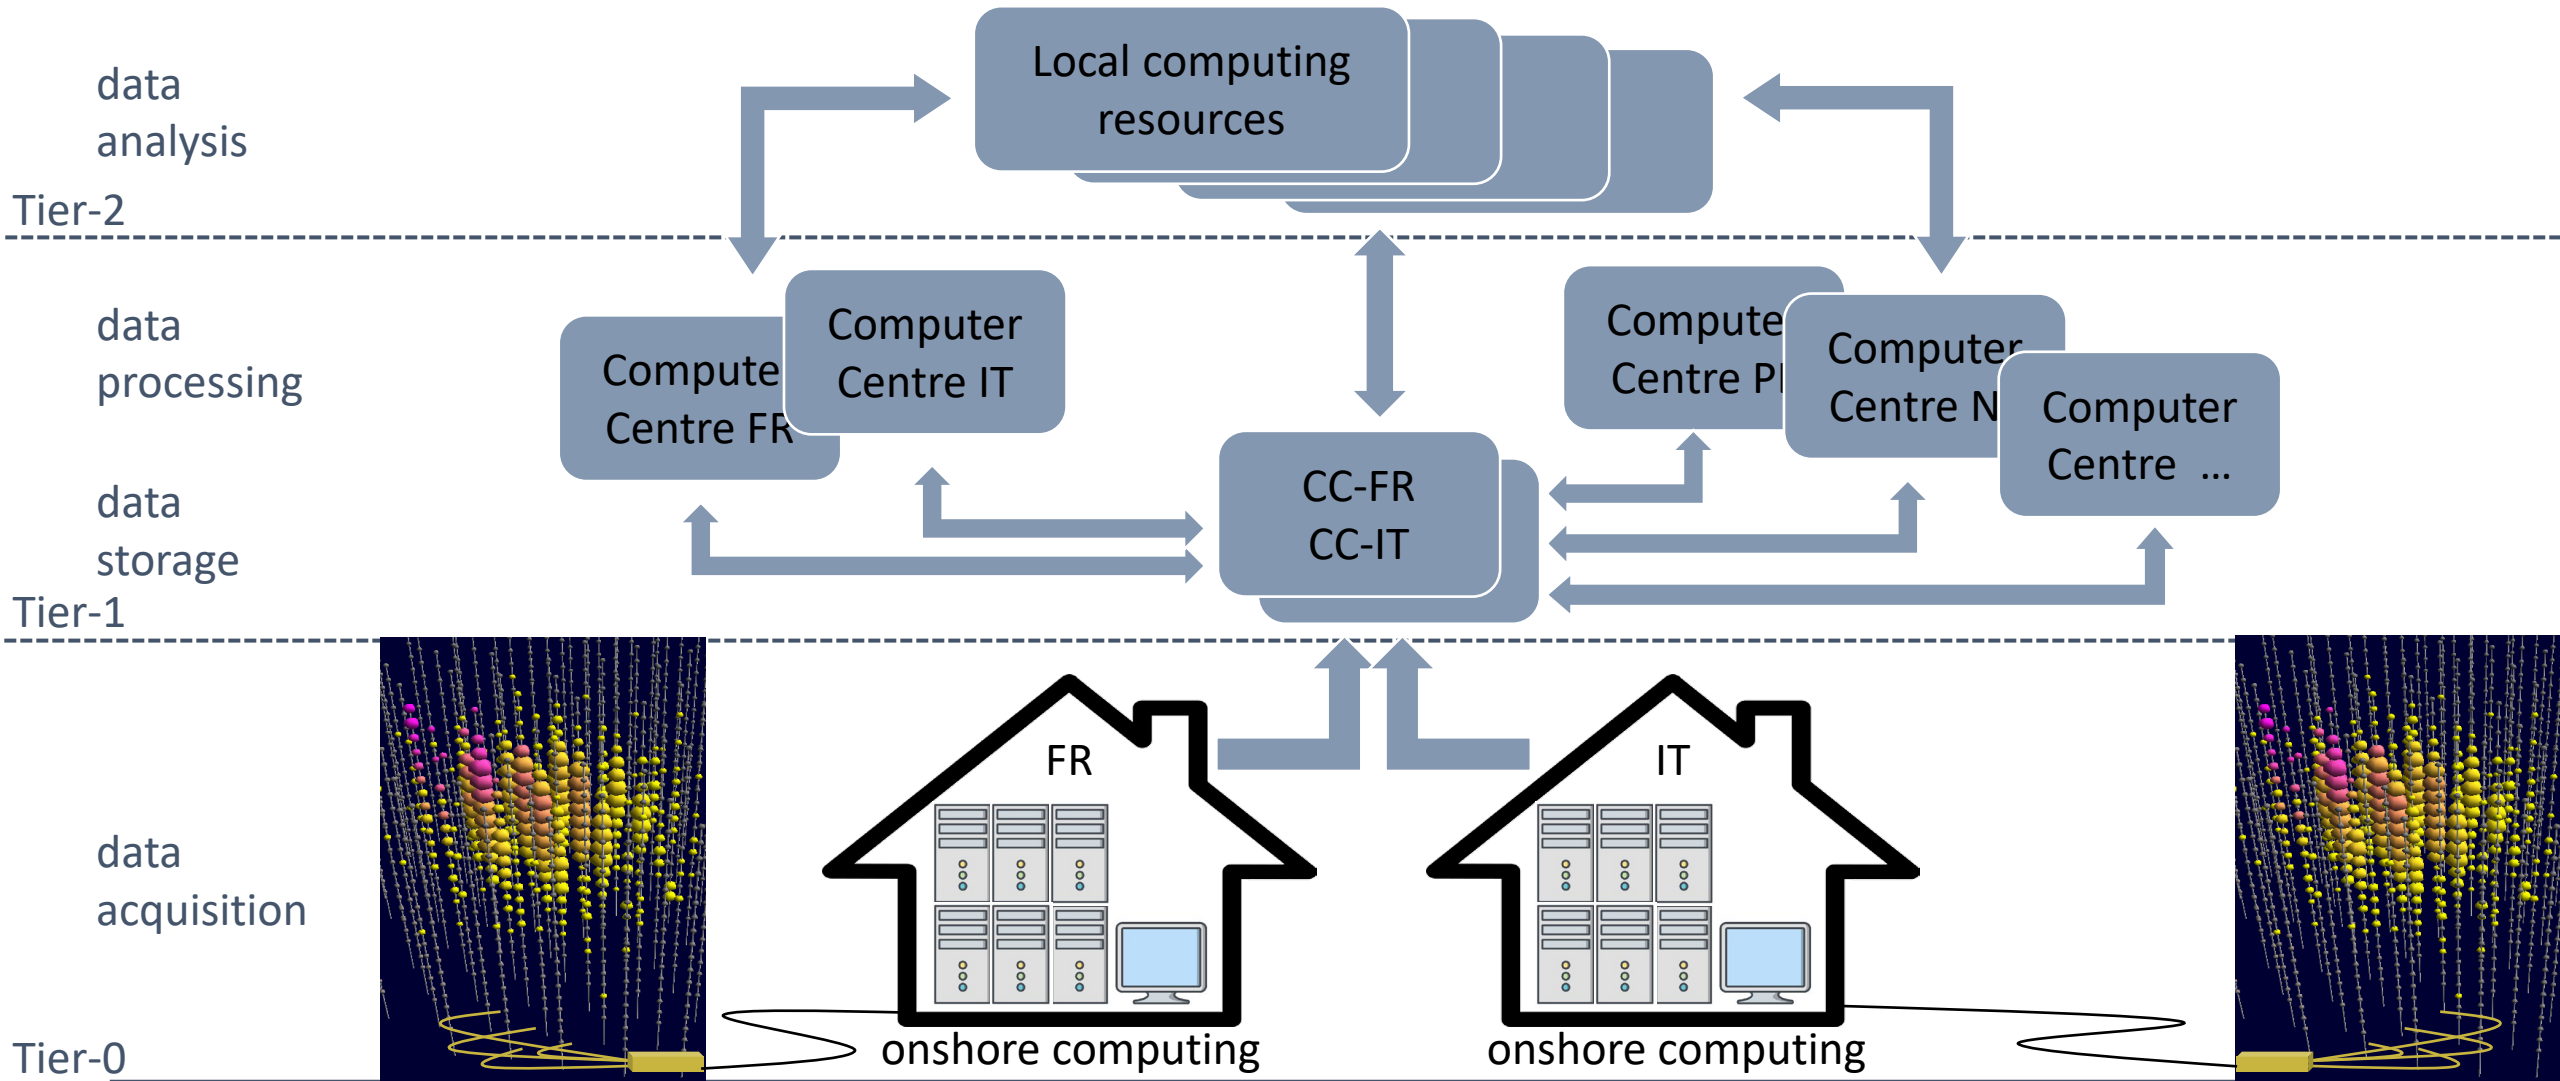 data
analysis
Tier-2
Local computing
resources
data
processing
data
storage
Tier-1
Compute
Centre FR
Computer
Centre IT
CC-FR
CC-IT
Compute
Centre
Computer
Centre N
Computer
Centre ...
data
acquisition
Tier-0
FR
onshore computing
IT
onshore computing